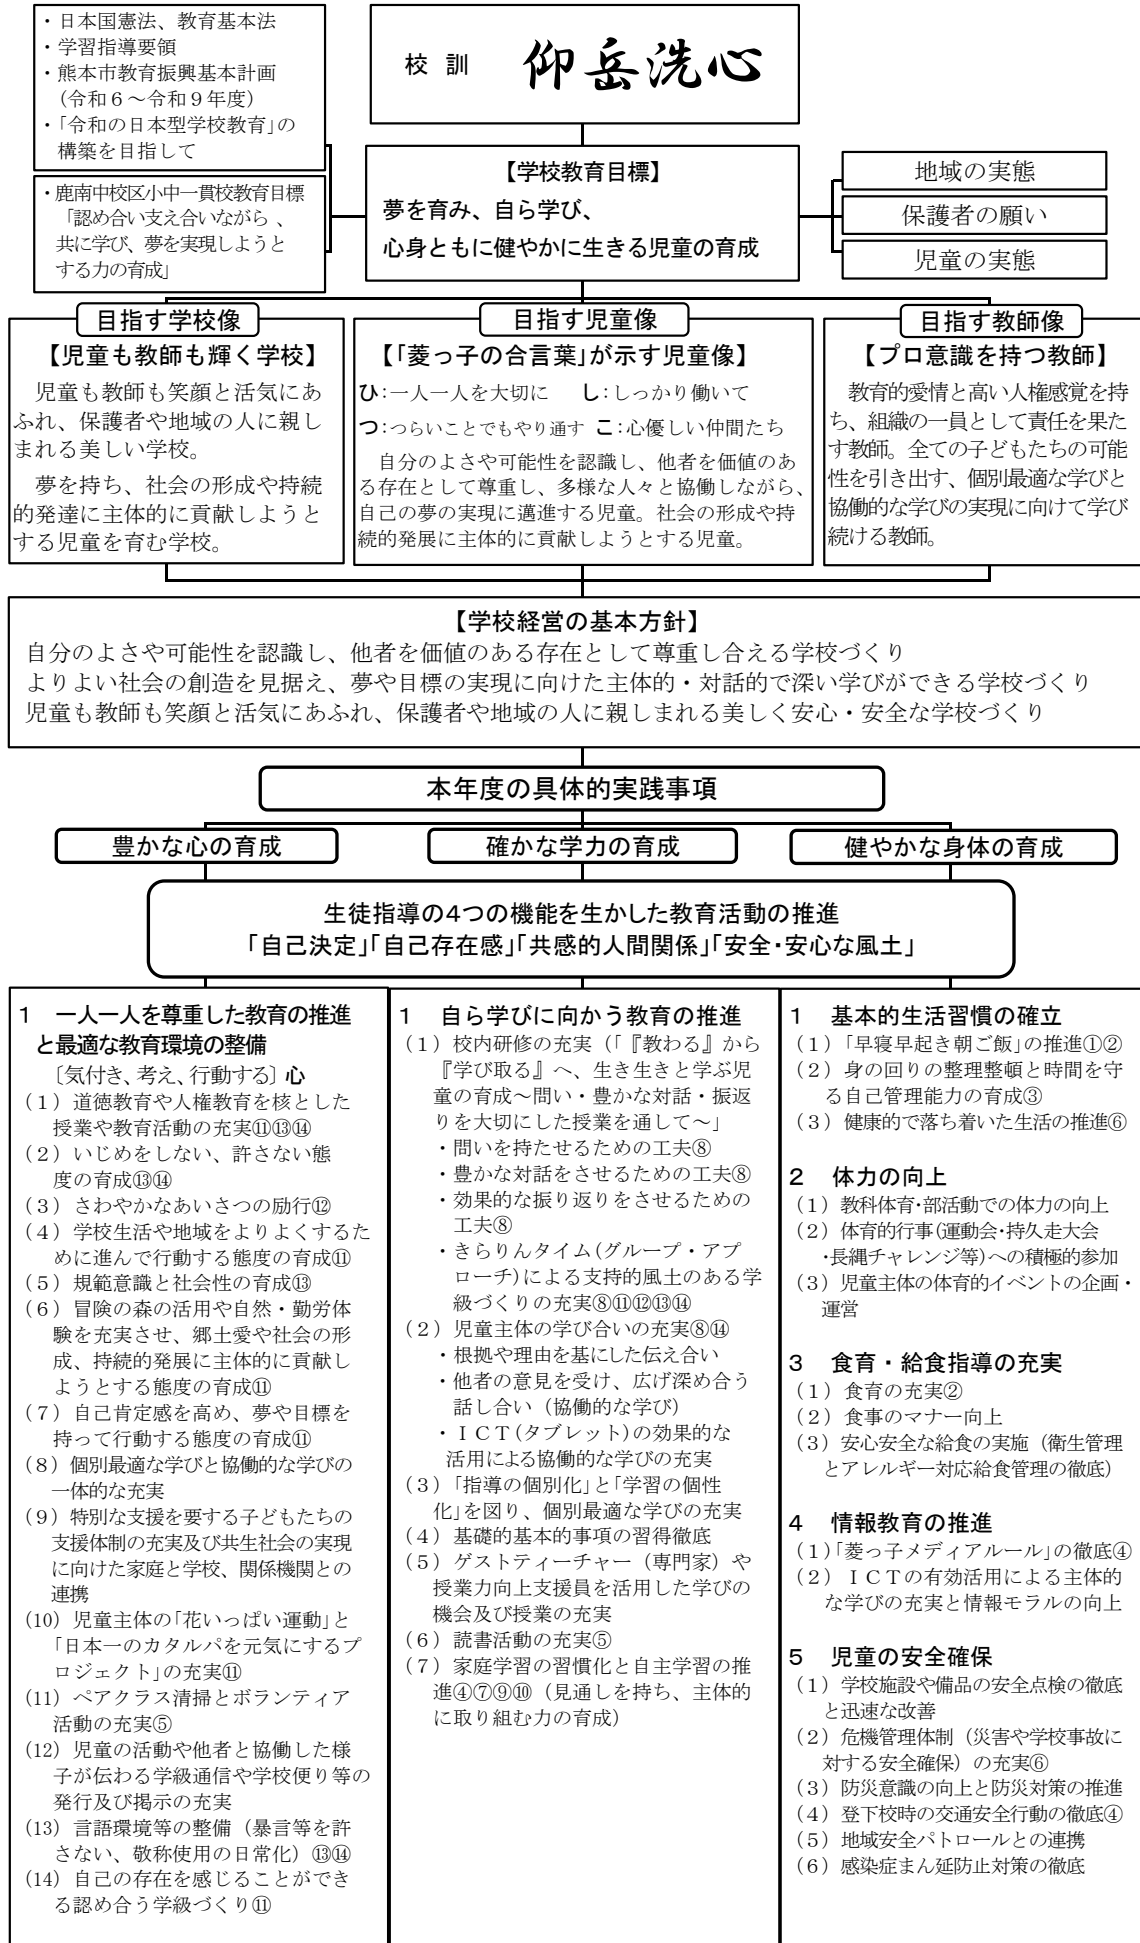 ・日本国憲法、教育基本法
・学習指導要領
・熊本市教育振興基本計画
（令和６～令和９年度）
・「令和の日本型学校教育」の
構築を目指して
・鹿南中校区小中一貫校教育目標
「認め合い支え合いながら、
共に学び、夢を実現しようと
する力の育成」
校 訓　仰岳洗心
【学校教育目標】
夢を育み、自ら学び、
心身ともに健やかに生きる児童の育成
地域の実態
保護者の願い
児童の実態
目指す学校像
【児童も教師も輝く学校】
児童も教師も笑顔と活気にあ
ふれ、保護者や地域の人に親し
まれる美しい学校。
夢を持ち、社会の形成や持続
的発達に主体的に貢献しようと
する児童を育む学校。
目指す児童像
【「菱っ子の合言葉」が示す児童像】
ひ：一人一人を大切に　し：しっかり働いて
つ：つらいことでもやり通す　こ：心優しい仲間たち
自分のよさや可能性を認識し、他者を価値のあ
る存在として尊重し、多様な人々と協働しながら、
自己の夢の実現に邁進する児童。社会の形成や持
続的発展に主体的に貢献しようとする児童。
目指す教師像
【プロ意識を持つ教師】
教育的愛情と高い人権感覚を持
ち、組織の一員として責任を果た
す教師。全ての子どもたちの可能
性を引き出す、個別最適な学びと
協働的な学びの実現に向けて学び
続ける教師。
【学校経営の基本方針】
自分のよさや可能性を認識し、他者を価値のある存在として尊重し合える学校づくり
よりよい社会の創造を見据え、夢や目標の実現に向けた主体的・対話的で深い学びができる学校づくり
児童も教師も笑顔と活気にあふれ、保護者や地域の人に親しまれる美しく安心・安全な学校づくり
本年度の具体的実践事項
豊かな心の育成
確かな学力の育成
健やかな身体の育成
生徒指導の４つの機能を生かした教育活動の推進
「自己決定」「自己存在感」「共感的人間関係」「安全・安心な風土」
１　一人一人を尊重した教育の推進
と最適な教育環境の整備
〔気付き、考え、行動する〕心
（１）道徳教育や人権教育を核とした
授業や教育活動の充実⑪⑬⑭
（２）いじめをしない、許さない態
度の育成⑬⑭
（３）さわやかなあいさつの励行⑫
（４）学校生活や地域をよりよくするた
めに進んで行動する態度の育成⑪
（５）規範意識と社会性の育成⑬
（６）冒険の森の活用や自然・勤労体
験を充実させ、郷土愛や社会の形
成、持続的発展に主体的に貢献し
ようとする態度の育成⑪
（７）自己肯定感を高め、夢や目標を
持って行動する態度の育成⑪
（８）個別最適な学びと協働的な学びの
一体的な充実
（９）特別な支援を要する子どもたちの
支援体制の充実及び共生社会の実現
に向けた家庭と学校、関係機関との
連携
（10）児童主体の「花いっぱい運動」と
「日本一のカタルパを元気にするプ
ロジェクト」の充実⑪
（11）ペアクラス清掃とボランティア
活動の充実⑤
（12）児童の活動や他者と協働した様
子が伝わる学級通信や学校便り等の
発行及び掲示の充実
（13）言語環境等の整備（暴言等を許
さない、敬称使用の日常化）⑬⑭
（14）自己の存在を感じることができ
る認め合う学級づくり⑪
１　自ら学びに向かう教育の推進
（１）校内研修の充実（「『教わる』から
『学び取る』へ、生き生きと学ぶ児
童の育成～問い・豊かな対話・振返
りを大切にした授業を通して～」
・問いを持たせるための工夫⑧
・豊かな対話をさせるための工夫⑧
・効果的な振り返りをさせるための
工夫⑧
・きらりんタイム（グループ・アプ
ローチ）による支持的風土のある学
級づくりの充実⑧⑪⑫⑬⑭
（２）児童主体の学び合いの充実⑧⑭
・根拠や理由を基にした伝え合い
・他者の意見を受け、広げ深め合う
話し合い（協働的な学び）
・ＩＣＴ（タブレット）の効果的な
活用による協働的な学びの充実
（３）「指導の個別化」と「学習の個性
化」を図り、個別最適な学びの充実
（４）基礎的基本的事項の習得徹底
（５）ゲストティーチャー（専門家）や
授業力向上支援員を活用した学びの
機会及び授業の充実
（６）読書活動の充実⑤
（７）家庭学習の習慣化と自主学習の推
進④⑦⑨⑩（見通しを持ち、主体的
に取り組む力の育成）
１　基本的生活習慣の確立
（１）「早寝早起き朝ご飯」の推進①②
（２）身の回りの整理整頓と時間を守
る自己管理能力の育成③
（３）健康的で落ち着いた生活の推進⑥
２　体力の向上
（１）教科体育・部活動での体力の向上
（２）体育的行事（運動会・持久走大会
・長縄チャレンジ等）への積極的参加
（３）児童主体の体育的イベントの企画・
運営
３　食育・給食指導の充実
（１）食育の充実②
（２）食事のマナー向上
（３）安心安全な給食の実施（衛生管理
とアレルギー対応給食管理の徹底）
４　情報教育の推進
（１）「菱っ子メディアルール」の徹底④
（２）ＩＣＴの有効活用による主体的
な学びの充実と情報モラルの向上
５　児童の安全確保
（１）学校施設や備品の安全点検の徹底
と迅速な改善
（２）危機管理体制（災害や学校事故に
対する安全確保）の充実⑥
（３）防災意識の向上と防災対策の推進
（４）登下校時の交通安全行動の徹底④
（５）地域安全パトロールとの連携
（６）感染症まん延防止対策の徹底